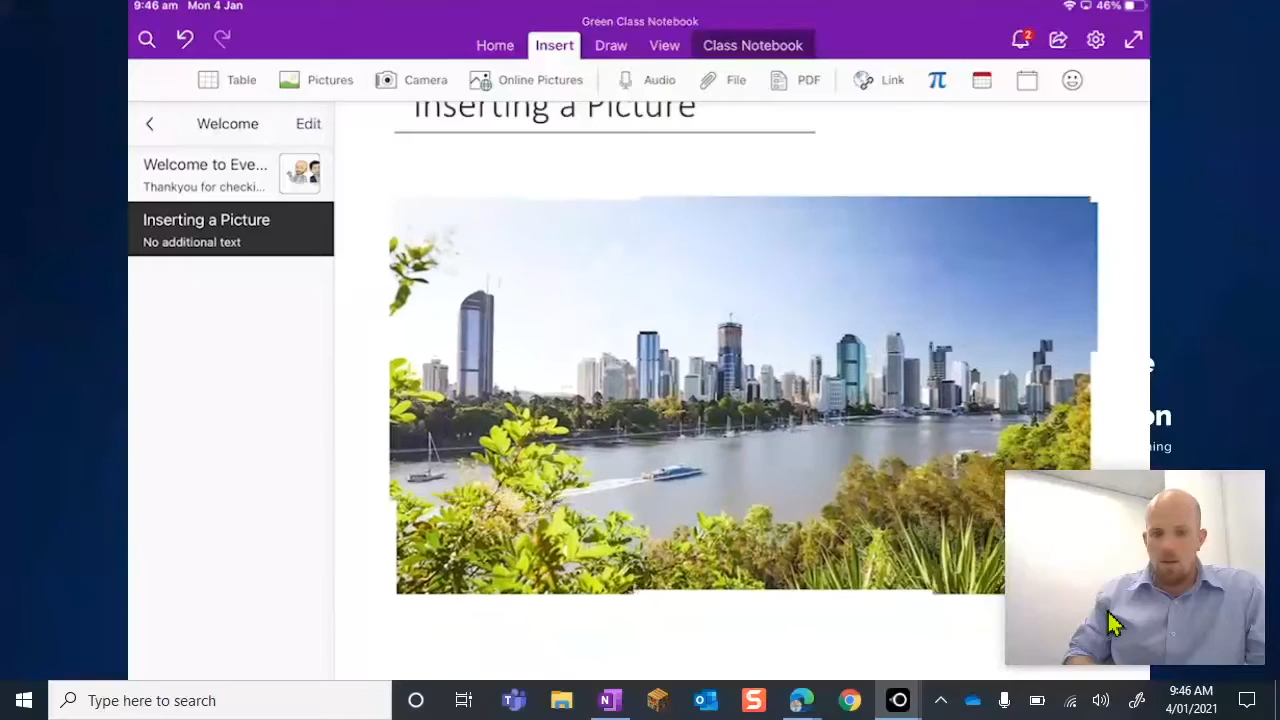 9:46 am Mon 4 Jan
46%
Green Class Notebook
Home Insert Draw View Class Notebook
2
Table Pictures Camera Online Pictures Audio File PDF Link π
Welcome Edit
Welcome to Eve...
Thankyou for checki...
Inserting a Picture
No additional text
Inserting a Picture
e
on
ing
Type here to search
9:46 AM
4/01/2021